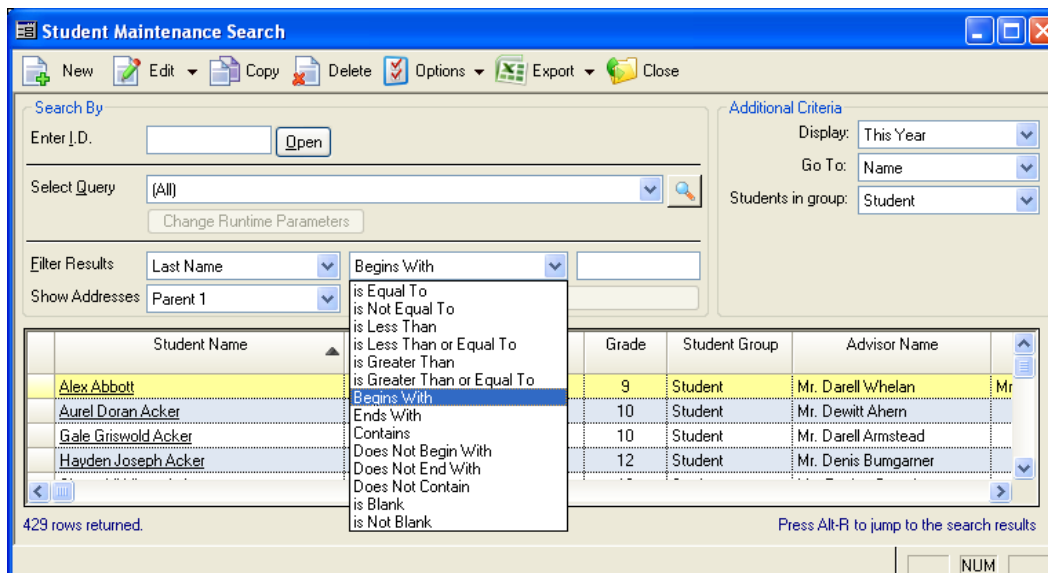 Student Maintenance Search
New Edit Copy Delete Options Export Close
Search By
Additional Criteria
Enter I.D. Open
Display: This Year
Go To: Name
Select Query (All)
Students in group: Student
Change Runtime Parameters
Filter Results Last Name Begins With
Show Addresses Parent 1
is Equal To
is Not Equal To
is Less Than
is Less Than or Equal To
is Greater Than
is Greater Than or Equal To
Begins With
Ends With
Contains
Does Not Begin With
Does Not End With
Does Not Contain
is Blank
is Not Blank
Student Name Grade Student Group Advisor Name
Alex Abbott 9 Student Mr. Darell Whelan Mr
Aurel Doran Acker 10 Student Mr. Dewitt Ahern
Gale Griswold Acker 10 Student Mr. Darell Armstead
Hayden Joseph Acker 12 Student Mr. Denis Bumgarner
429 rows returned. Press Alt-R to jump to the search results
NUM